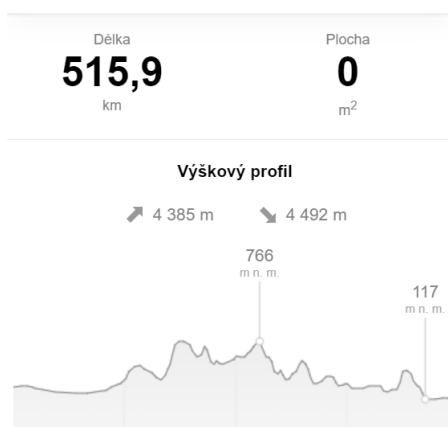 Délka
515,9
km
Plocha
0
m²
Výškový profil
4 385 m
4 492 m
766
m n. m.
117
m n. m.